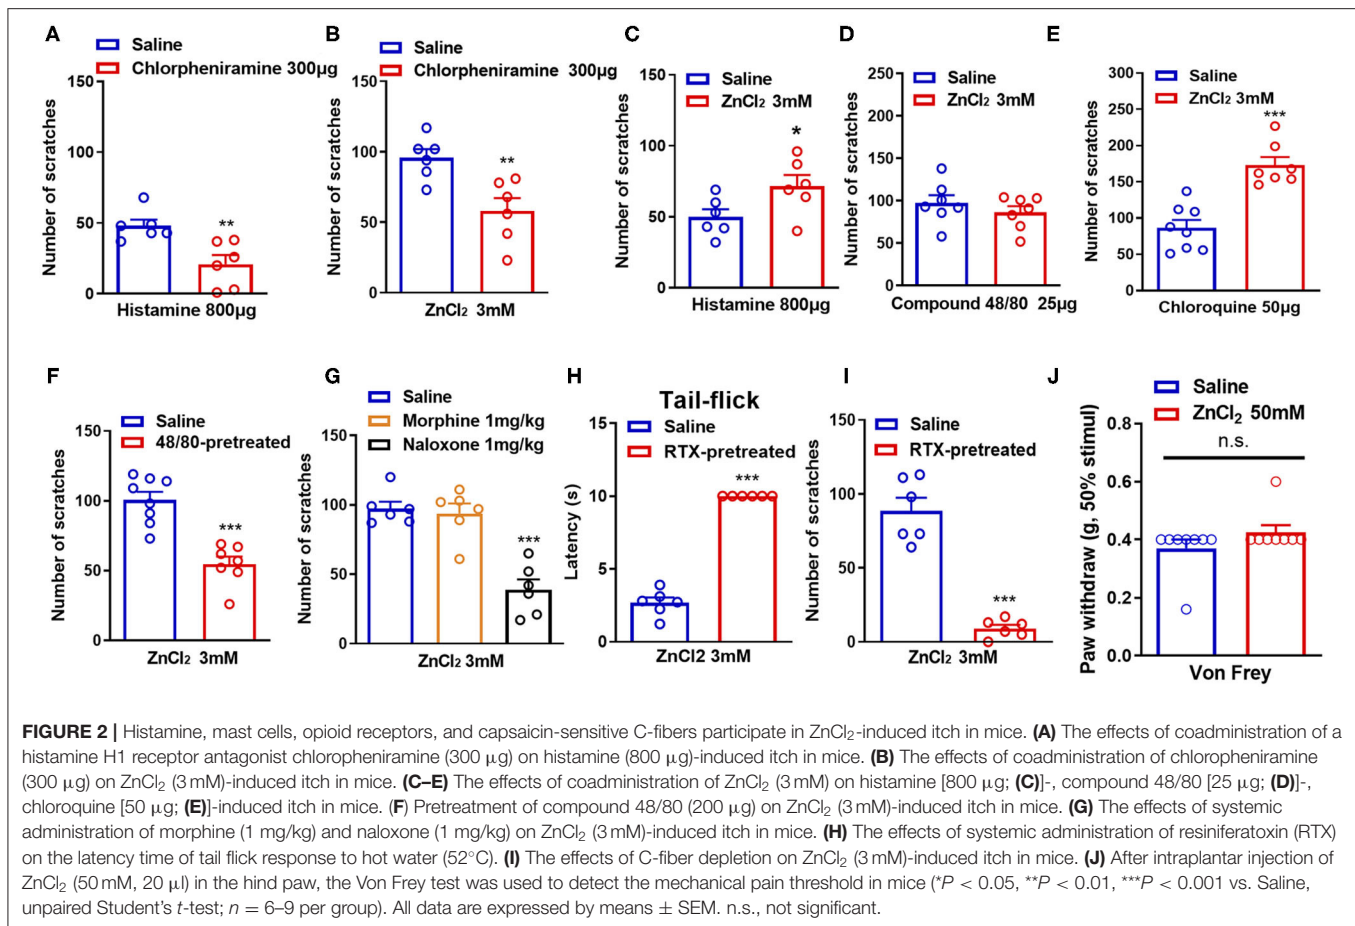 A
Saline
Chlorpheniramine 300µg
Number of scratches
150
100
50
0
**
Histamine 800µg
B
Saline
Chlorpheniramine 300µg
Number of scratches
150
100
50
0
**
ZnCl₂ 3mM
C
Saline
ZnCl₂ 3mM
Number of scratches
150
100
50
0
*
Histamine 800µg
D
Saline
ZnCl₂ 3mM
Number of scratches
250
200
150
100
50
0
Compound 48/80 25µg
E
Saline
ZnCl₂ 3mM
Number of scratches
300
250
200
150
100
50
0
***
Chloroquine 50µg
F
Saline
48/80-pretreated
Number of scratches
150
100
50
0
***
ZnCl₂ 3mM
G
Saline
Morphine 1mg/kg
Naloxone 1mg/kg
Number of scratches
150
100
50
0
***
ZnCl₂ 3mM
H
Tail-flick
Saline
RTX-pretreated
Latency (s)
15
10
5
0
***
ZnCl2 3mM
I
Saline
RTX-pretreated
Number of scratches
150
100
50
0
***
ZnCl₂ 3mM
J
Saline
ZnCl₂ 50mM
n.s.
Paw withdraw (g, 50% stimul)
0.8
0.6
0.4
0.2
0.0
Von Frey
FIGURE 2 | Histamine, mast cells, opioid receptors, and capsaicin-sensitive C-fibers participate in ZnCl₂-induced itch in mice. (A) The effects of coadministration of a
histamine H1 receptor antagonist chloropheniramine (300 µg) on histamine (800 µg)-induced itch in mice. (B) The effects of coadministration of chloropheniramine
(300 µg) on ZnCl₂ (3 mM)-induced itch in mice. (C–E) The effects of coadministration of ZnCl₂ (3 mM) on histamine [800 µg; (C)]-, compound 48/80 [25 µg; (D)]-,
chloroquine [50 µg; (E)]-induced itch in mice. (F) Pretreatment of compound 48/80 (200 µg) on ZnCl₂ (3 mM)-induced itch in mice. (G) The effects of systemic
administration of morphine (1 mg/kg) and naloxone (1 mg/kg) on ZnCl₂ (3 mM)-induced itch in mice. (H) The effects of systemic administration of resiniferatoxin (RTX)
on the latency time of tail flick response to hot water (52°C). (I) The effects of C-fiber depletion on ZnCl₂ (3 mM)-induced itch in mice. (J) After intraplantar injection of
ZnCl₂ (50 mM, 20 µl) in the hind paw, the Von Frey test was used to detect the mechanical pain threshold in mice (*P < 0.05, **P < 0.01, ***P < 0.001 vs. Saline,
unpaired Student's t-test; n = 6–9 per group). All data are expressed by means ± SEM. n.s., not significant.